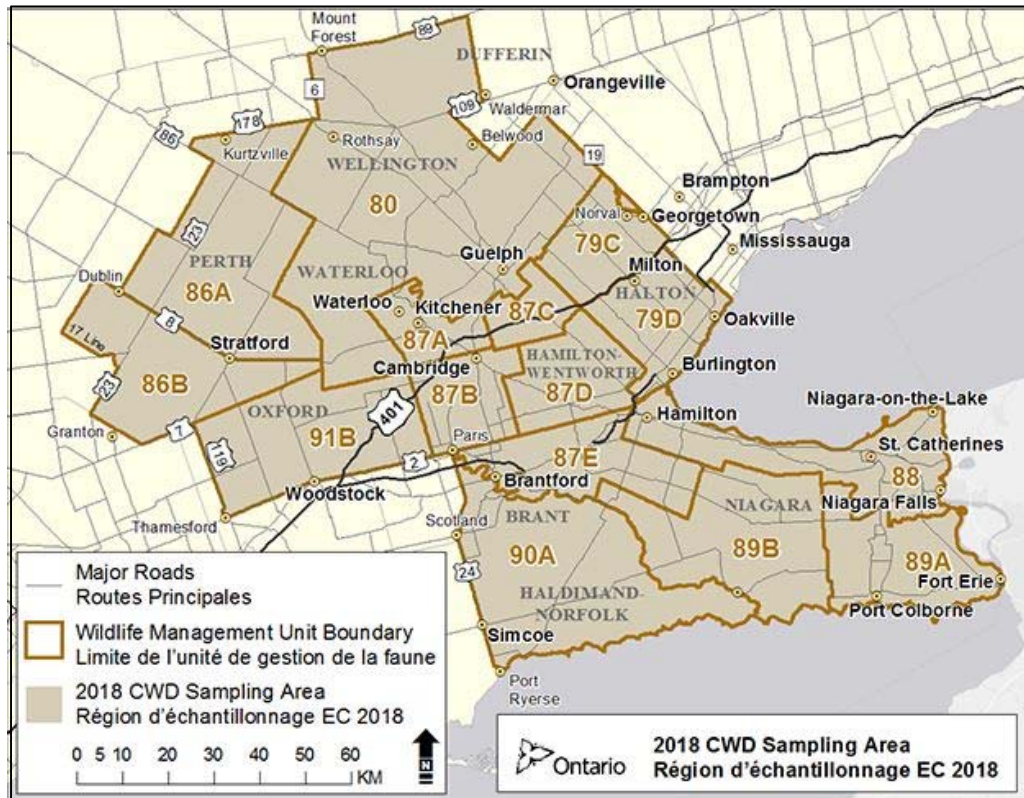 Mount
Forest
89
DUFFERIN
Orangeville
6
109
Waldermar
178
86
Kurtzville
Rothsay
Belwood
WELLINGTON
19
Brampton
80
Norval
Georgetown
79C
Mississauga
23
PERTH
Guelph
Milton
WATERLOO
Dublin
86A
HALTON
Waterloo
Kitchener
87C
79D
Oakville
17 Line
8
87A
Stratford
Cambridge
HAMILTON-
WENTWORTH
Burlington
86B
87B
87D
23
OXFORD
401
Hamilton
Niagara-on-the-Lake
Granton
7
91B
Paris
St. Catherines
119
2
87E
88
Woodstock
Brantford
NIAGARA
Niagara Falls
Thamesford
Scotland
BRANT
90A
89B
89A
24
Fort Erie
HALDIMAND-
NORFOLK
Port Colborne
Simcoe
Port
Ryerse
Major Roads
Routes Principales
Wildlife Management Unit Boundary
Limite de l'unité de gestion de la faune
2018 CWD Sampling Area
Région d'échantillonnage EC 2018
0 5 10 20 30 40 50 60
KM
N
Ontario
2018 CWD Sampling Area
Région d'échantillonnage EC 2018